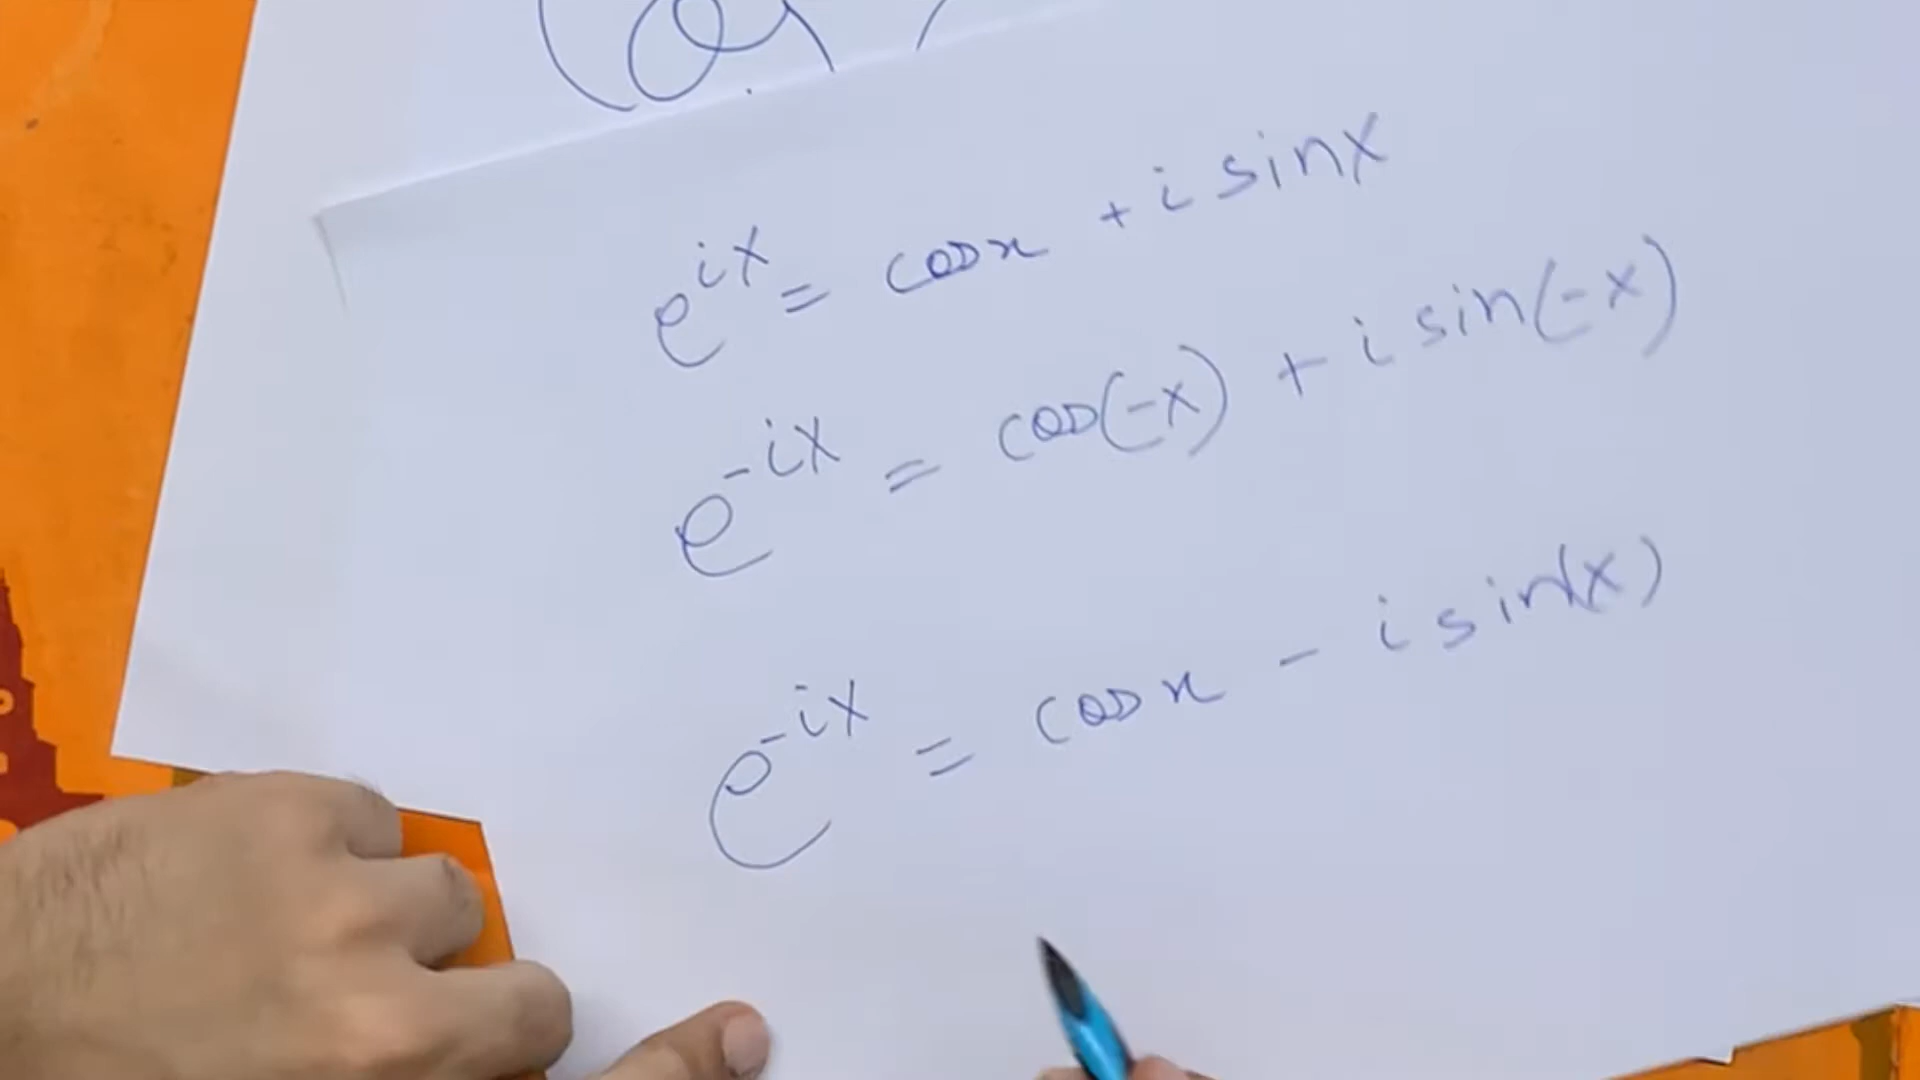 e^{ix} = cos x + i sin x
e^{-ix} = cos(-x) + i sin(-x)
e^{-ix} = cos x - i sin(x)